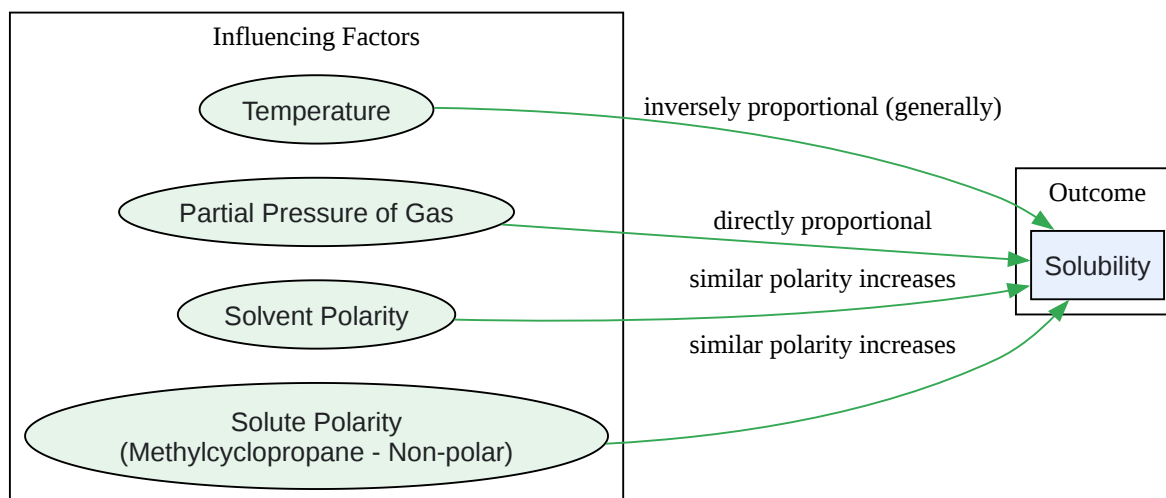 Influencing Factors
Temperature
inversely proportional (generally)
Partial Pressure of Gas
directly proportional
Outcome
Solubility
Solvent Polarity
similar polarity increases
Solute Polarity
(Methylcyclopropane - Non-polar)
similar polarity increases